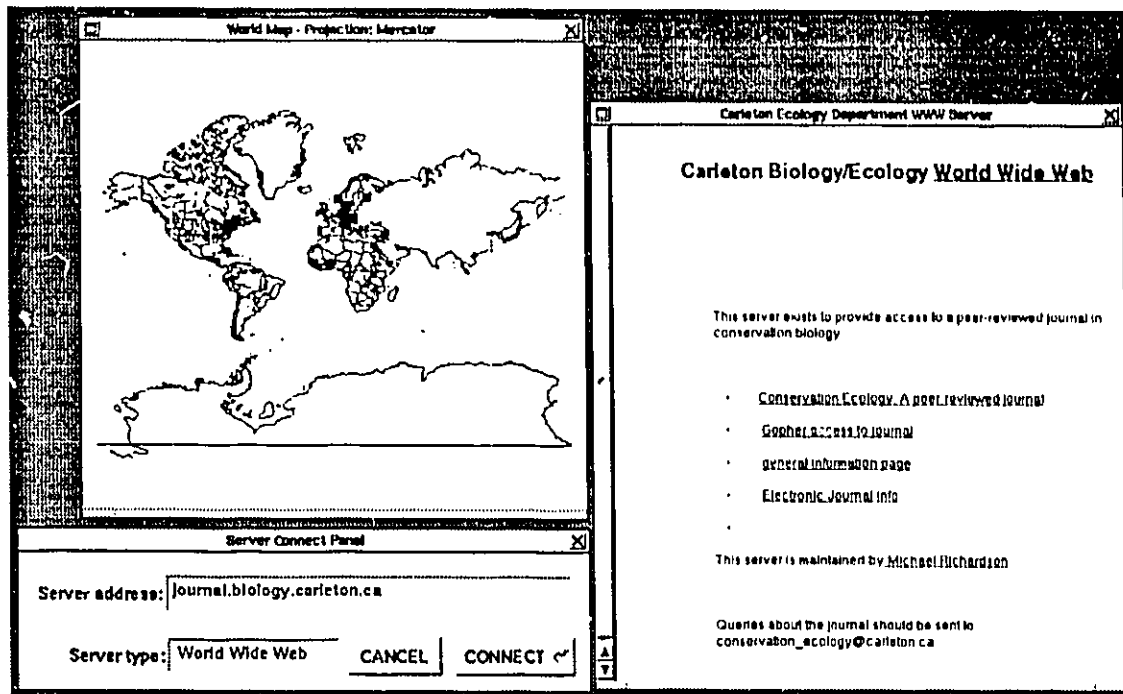 World Map - Projection: Mercator
Carleton Ecology Department WWW Server
Carleton Biology/Ecology World Wide Web
This server exists to provide access to a peer-reviewed journal in
conservation biology
Conservation Ecology. A peer reviewed journal
Gopher access to journal
general information page
Electronic Journal info
This server is maintained by Michael Richardson
Queries about the journal should be sent to
conservation_ecology@carleton.ca
Server Connect Panel
Server address: journal.biology.carleton.ca
Server type: World Wide Web CANCEL CONNECT